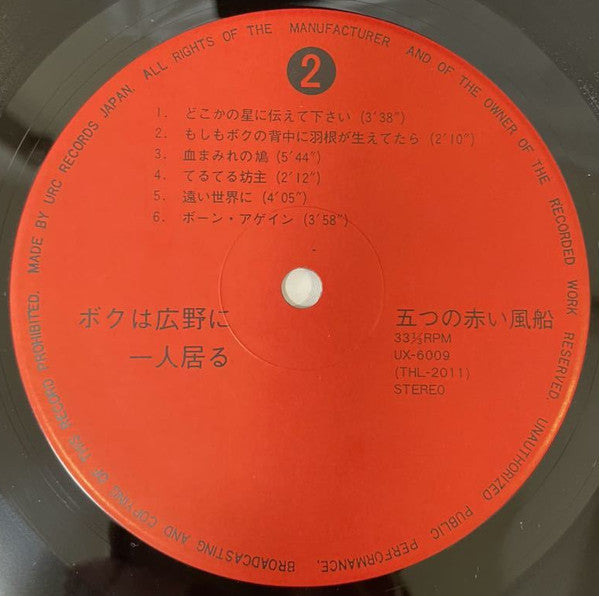 MADE BY URC RECORDS JAPAN. ALL RIGHTS OF THE MANUFACTURER AND OF THE OWNER OF THE RECORDED WORK RESERVED. UNAUTHORIZED PUBLIC PERFORMANCE, BROADCASTING AND COPYING OF THIS RECORD PROHIBITED.
2
1. どこかの星に伝えて下さい (3′38″)
2. もしもボクの背中に羽根が生えてたら (2′10″)
3. 血まみれの鳩 (5′44″)
4. てるてる坊主 (2′12″)
5. 遠い世界に (4′05″)
6. ボーン・アゲイン (3′58″)
ボクは広野に
一人居る
五つの赤い風船
33⅓RPM
UX-6009
(THL-2011)
STEREO